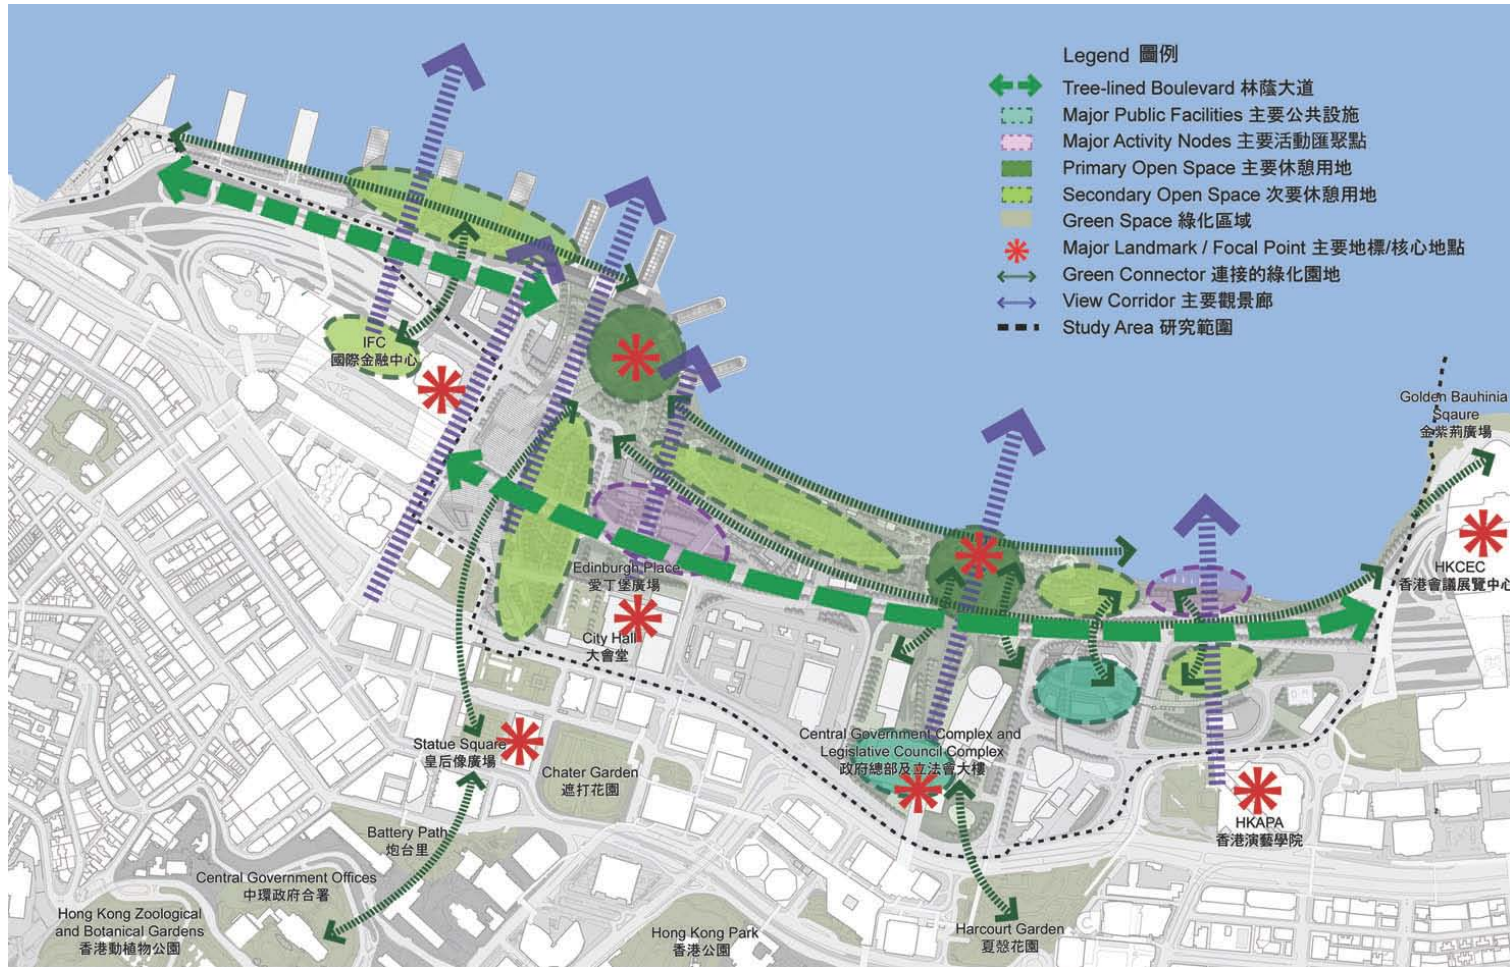 Legend 圖例
Tree-lined Boulevard 林蔭大道
Major Public Facilities 主要公共設施
Major Activity Nodes 主要活動匯聚點
Primary Open Space 主要休憩用地
Secondary Open Space 次要休憩用地
Green Space 綠化區域
Major Landmark / Focal Point 主要地標/核心地點
Green Connector 連接的綠化園地
View Corridor 主要觀景廊
Study Area 研究範圍
IFC
國際金融中心
Golden Bauhinia
Sqaure
金紫荊廣場
HKCEC
香港會議展覽中心
Edinburgh Place
愛丁堡廣場
City Hall
大會堂
Statue Square
皇后像廣場
Chater Garden
遮打花園
Central Government Complex and
Legislative Council Complex
政府總部及立法會大樓
HKAPA
香港演藝學院
Battery Path
炮台里
Central Government Offices
中環政府合署
Hong Kong Zoological
and Botanical Gardens
香港動植物公園
Hong Kong Park
香港公園
Harcourt Garden
夏慤花園